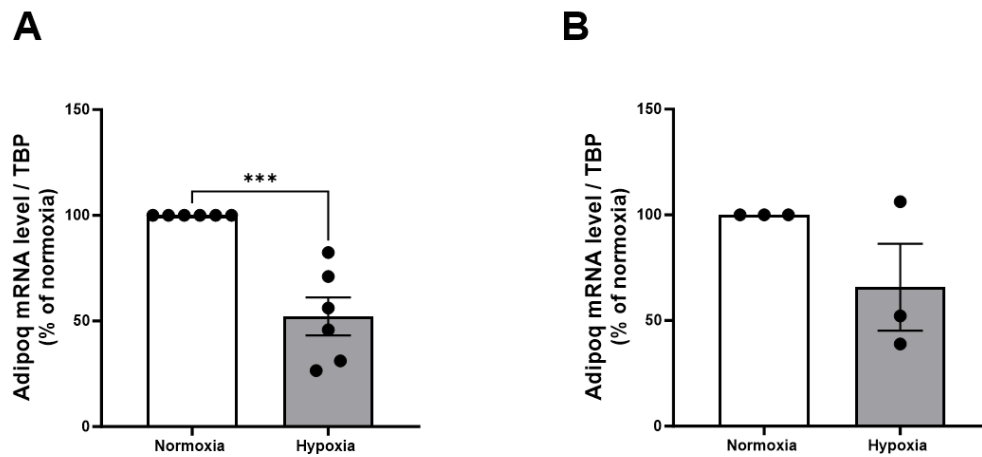 A
Adipoq mRNA level / TBP
(% of normoxia)
150
100
50
0
***
Normoxia
Hypoxia
B
Adipoq mRNA level / TBP
(% of normoxia)
150
100
50
0
Normoxia
Hypoxia